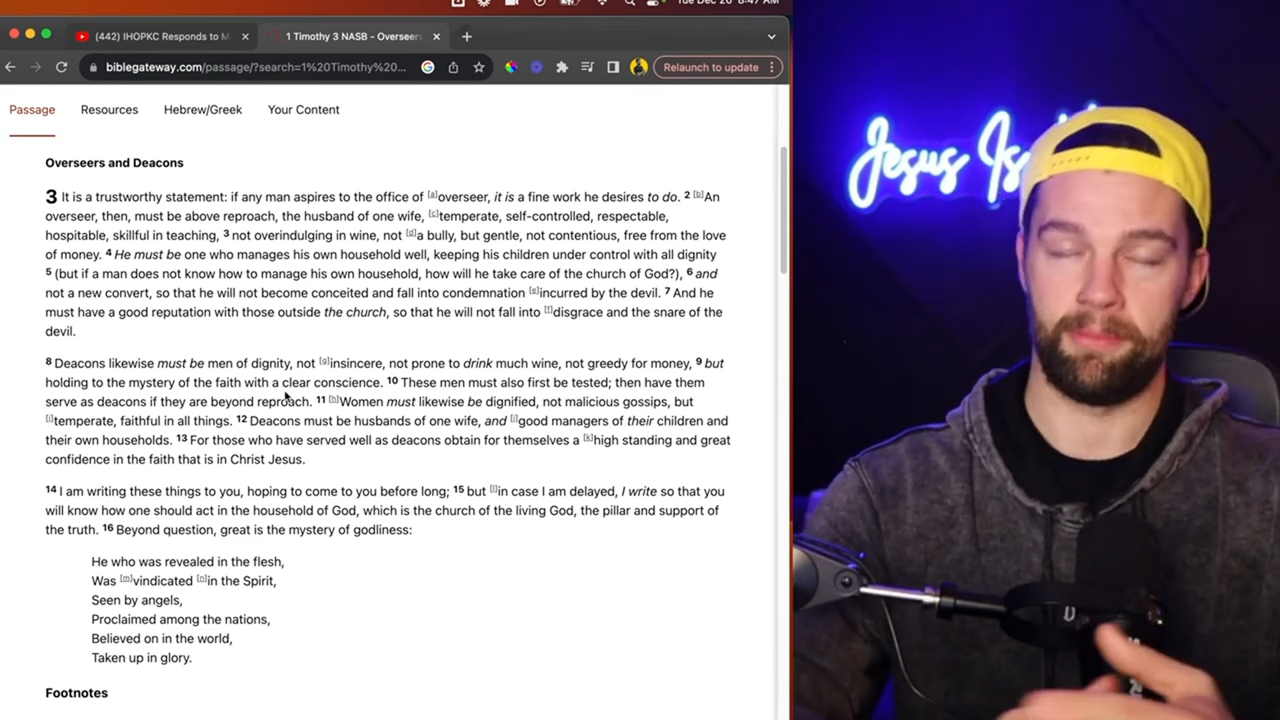 Tue Dec 26 8:47 AM
(442) IHOPKC Responds to M
1 Timothy 3 NASB - Overseers
biblegateway.com/passage/?search=1%20Timothy%20...
Relaunch to update
Passage Resources Hebrew/Greek Your Content
Overseers and Deacons
3 It is a trustworthy statement: if any man aspires to the office of [a]overseer, it is a fine work he desires to do. 2 [b]An
overseer, then, must be above reproach, the husband of one wife, [c]temperate, self-controlled, respectable,
hospitable, skillful in teaching, 3 not overindulging in wine, not [d]a bully, but gentle, not contentious, free from the love
of money. 4 He must be one who manages his own household well, keeping his children under control with all dignity
5 (but if a man does not know how to manage his own household, how will he take care of the church of God?), 6 and
not a new convert, so that he will not become conceited and fall into condemnation [e]incurred by the devil. 7 And he
must have a good reputation with those outside the church, so that he will not fall into [f]disgrace and the snare of the
devil.
8 Deacons likewise must be men of dignity, not [g]insincere, not prone to drink much wine, not greedy for money, 9 but
holding to the mystery of the faith with a clear conscience. 10 These men must also first be tested; then have them
serve as deacons if they are beyond reproach. 11 [h]Women must likewise be dignified, not malicious gossips, but
[i]temperate, faithful in all things. 12 Deacons must be husbands of one wife, and [j]good managers of their children and
their own households. 13 For those who have served well as deacons obtain for themselves a [k]high standing and great
confidence in the faith that is in Christ Jesus.
14 I am writing these things to you, hoping to come to you before long; 15 but [l]in case I am delayed, I write so that you
will know how one should act in the household of God, which is the church of the living God, the pillar and support of
the truth. 16 Beyond question, great is the mystery of godliness:
He who was revealed in the flesh,
Was [m]vindicated [n]in the Spirit,
Seen by angels,
Proclaimed among the nations,
Believed on in the world,
Taken up in glory.
Footnotes
Jesus Is